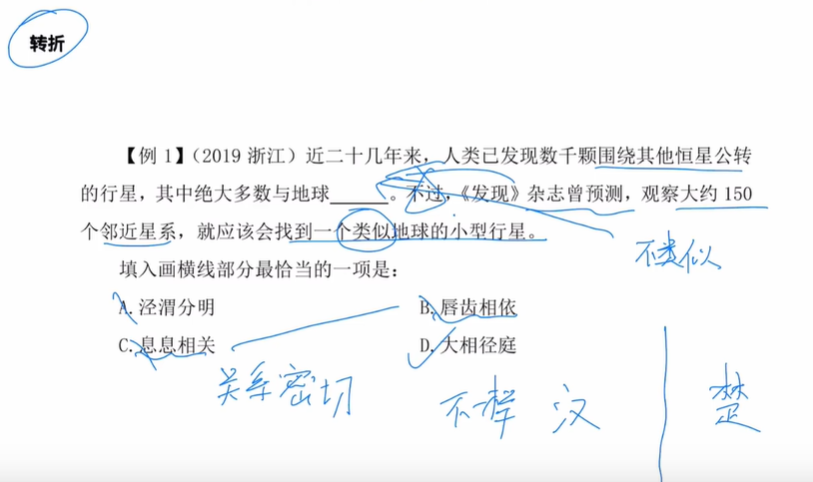 转折
【例 1】（2019 浙江）近二十几年来，人类已发现数千颗围绕其他恒星公转
的行星，其中绝大多数与地球______。不过，《发现》杂志曾预测，观察大约 150
个邻近星系，就应该会找到一个类似地球的小型行星。
不类似
填入画横线部分最恰当的一项是：
A. 泾渭分明 B. 唇齿相依
C. 息息相关 D. 大相径庭
关系密切 不一样 汉 楚